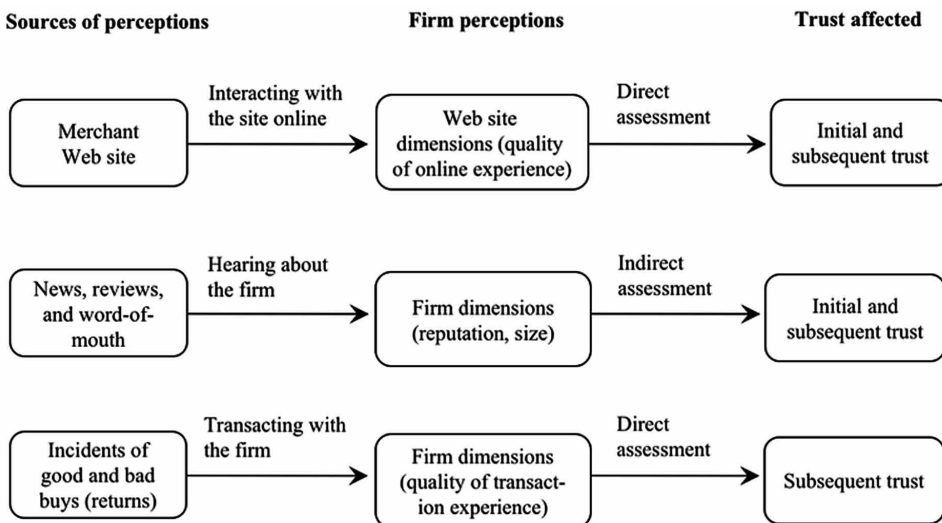 Sources of perceptions
Firm perceptions
Trust affected
Merchant
Web site
Interacting with
the site online
Web site
dimensions (quality
of online experience)
Direct
assessment
Initial and
subsequent trust
News, reviews,
and word-of-
mouth
Hearing about
the firm
Firm dimensions
(reputation, size)
Indirect
assessment
Initial and
subsequent trust
Incidents of
good and bad
buys (returns)
Transacting with
the firm
Firm dimensions
(quality of transact-
ion experience)
Direct
assessment
Subsequent trust